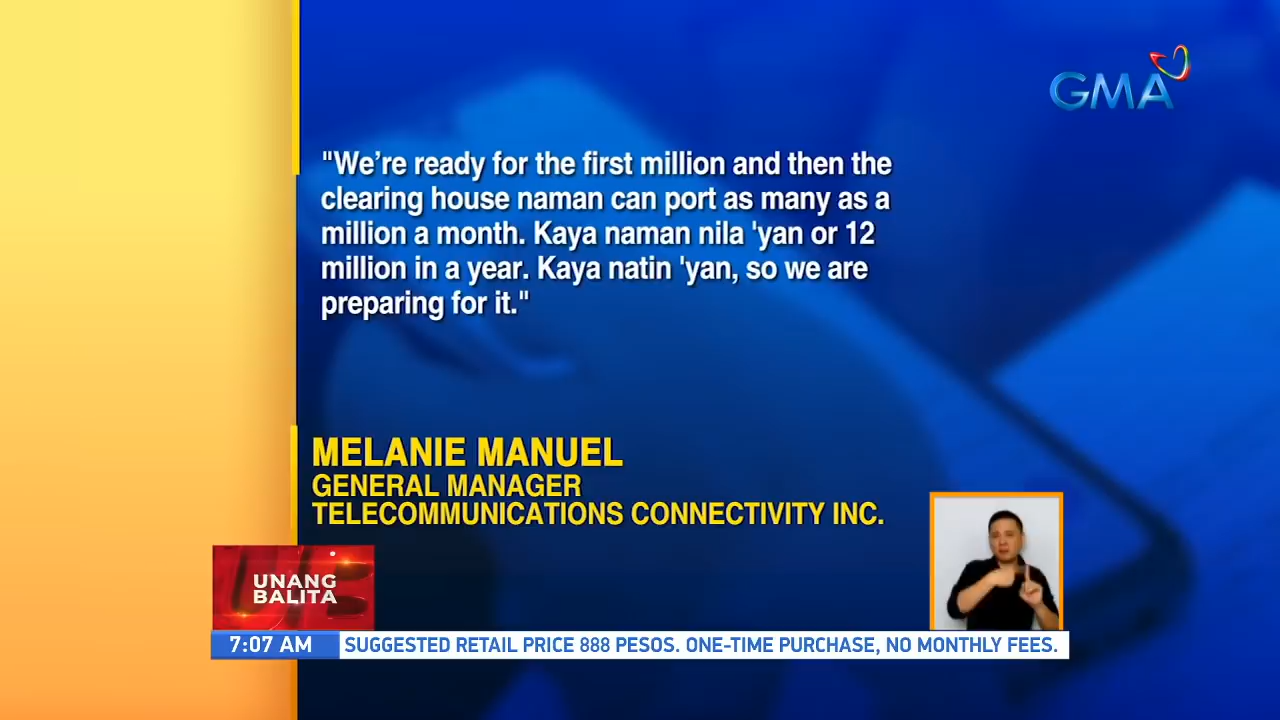 GMA
"We're ready for the first million and then the
clearing house naman can port as many as a
million a month. Kaya naman nila 'yan or 12
million in a year. Kaya natin 'yan, so we are
preparing for it."
MELANIE MANUEL
GENERAL MANAGER
TELECOMMUNICATIONS CONNECTIVITY INC.
UNANG
BALITA
7:07 AM SUGGESTED RETAIL PRICE 888 PESOS. ONE-TIME PURCHASE, NO MONTHLY FEES.